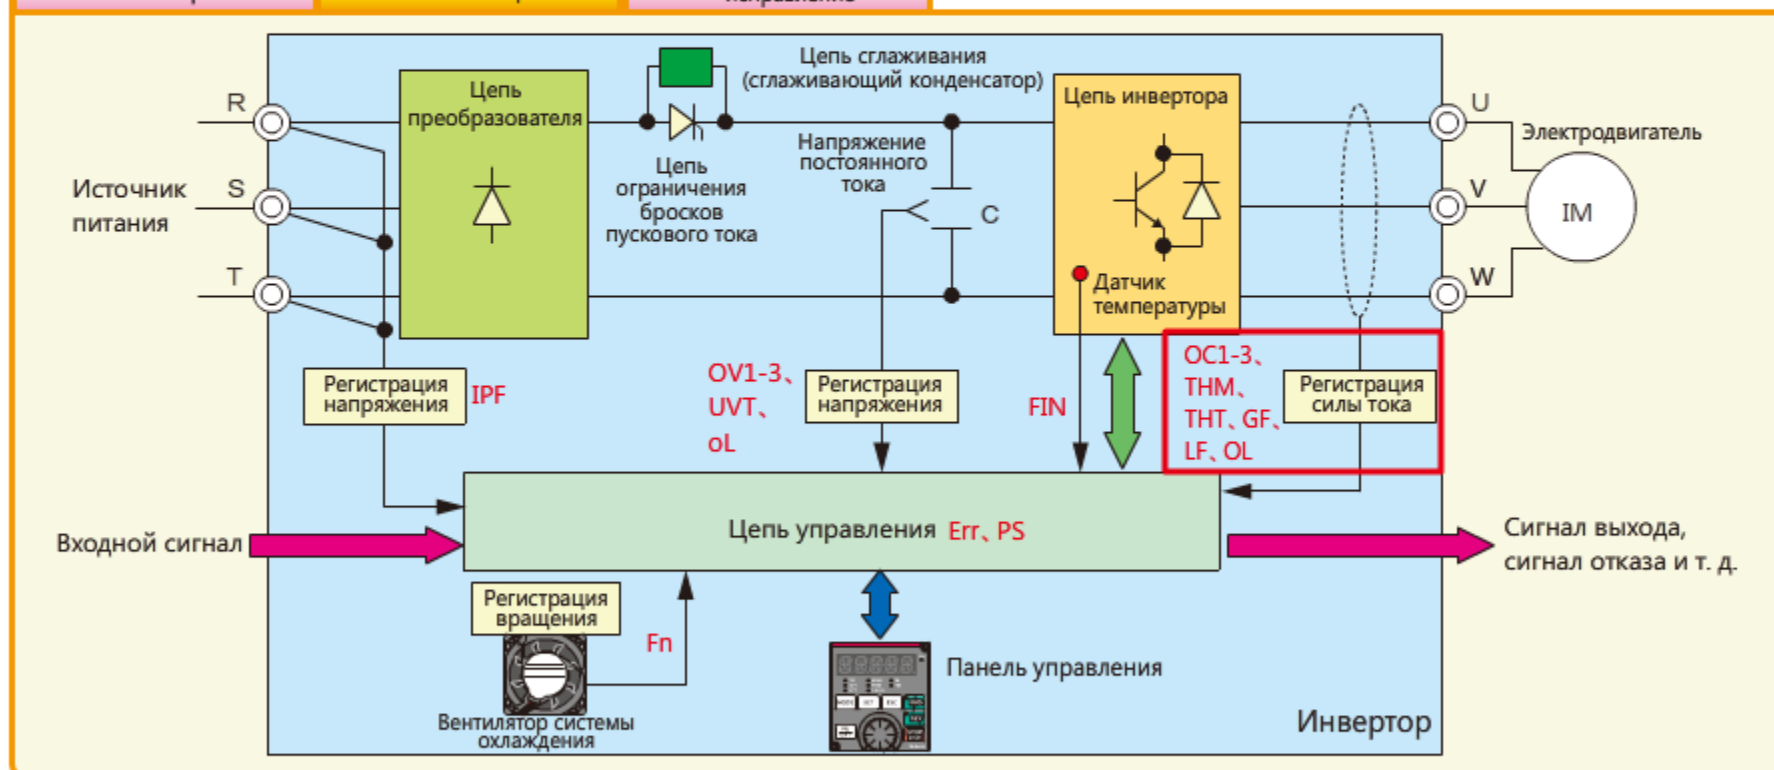 исправление
Цепь сглаживания
(сглаживающий конденсатор)
Цепь
преобразователя
Цепь инвертора
R
U
Электродвигатель
Напряжение
постоянного
тока
Цепь
ограничения
бросков
пускового тока
Источник
питания
S
V
C
IM
T
W
Датчик
температуры
Регистрация
напряжения
IPF
OV1-3、
UVT、
oL
Регистрация
напряжения
FIN
OC1-3、
THM、
THT、GF、
LF、OL
Регистрация
силы тока
Входной сигнал
Цепь управления Err、PS
Сигнал выхода,
сигнал отказа и т. д.
Регистрация
вращения
Fn
Панель управления
Вентилятор системы
охлаждения
Инвертор